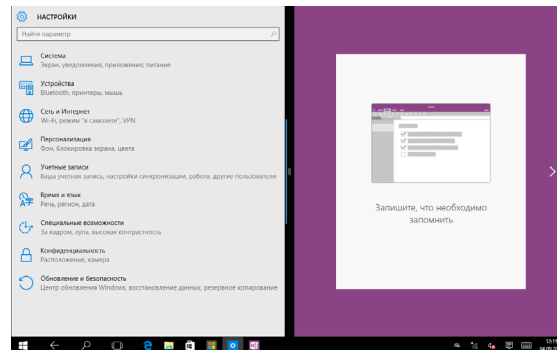 НАСТРОЙКИ
Найти параметр
Система
Экран, уведомления, приложения; питание
Устройства
Bluetooth, принтеры, мышь
Сеть и Интернет
Wi-Fi, режим "в самолете", VPN
Персонализация
Фон, блокировка экрана, цвета
Учетные записи
Ваша учетная запись, настройки синхронизации, работа, другие пользователи
Время и язык
Речь, регион, дата
Специальные возможности
За кадром, лупа, высокая контрастность
Конфиденциальность
Расположение, камера
Обновление и безопасность
Центр обновления Windows, восстановление данных, резервное копирование
Запишите, что необходимо
запомнить